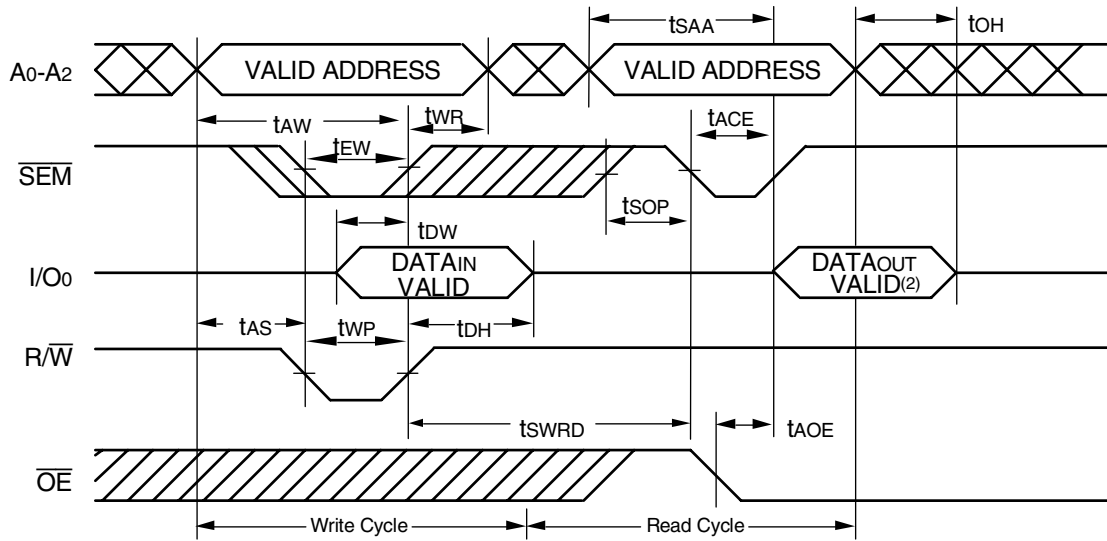 tSAA
tOH
A0-A2
VALID ADDRESS
VALID ADDRESS
tAW
tWR
tACE
tEW
SEM
tSOP
tDW
I/O0
DATAIN
VALID
DATAOUT
VALID(2)
tAS
tWP
tDH
R/W
tSWRD
tAOE
OE
Write Cycle
Read Cycle